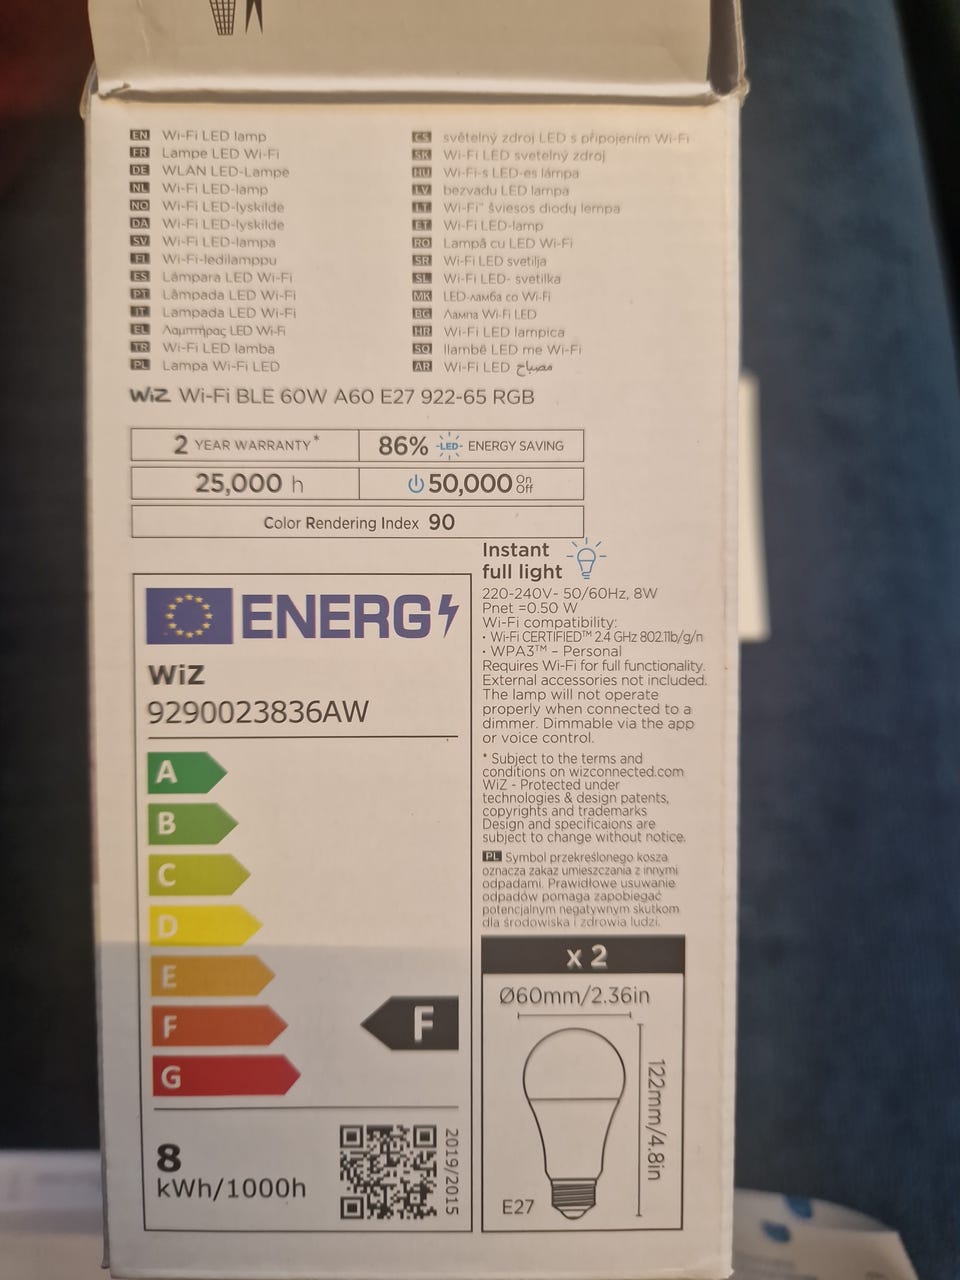 EN Wi-Fi LED lamp
FR Lampe LED Wi-Fi
DE WLAN LED-Lampe
NL Wi-Fi LED-lamp
NO Wi-Fi LED-lyskilde
DA Wi-Fi LED-lyskilde
SV Wi-Fi LED-lampa
FI Wi-Fi-ledilamppu
ES Lámpara LED Wi-Fi
PT Lâmpada LED Wi-Fi
IT Lampada LED Wi-Fi
EL Λαμπτήρας LED Wi-Fi
TR Wi-Fi LED lamba
PL Lampa Wi-Fi LED
CS světelný zdroj LED s připojením Wi-Fi
SK Wi-Fi LED svetelný zdroj
HU Wi-Fi-s LED-es lámpa
LV bezvadu LED lampa
LT Wi-Fi™ šviesos diodų lempa
ET Wi-Fi LED-lamp
RO Lampă cu LED Wi-Fi
SR Wi-Fi LED svetilja
SL Wi-Fi LED- svetilka
MK LED-ламба со Wi-Fi
BG Лампа Wi-Fi LED
HR Wi-Fi LED lampica
SQ llambë LED me Wi-Fi
AR Wi-Fi LED مصباح
WiZ Wi-Fi BLE 60W A60 E27 922-65 RGB
2 YEAR WARRANTY*
86% LED ENERGY SAVING
25,000 h
50,000 On Off
Color Rendering Index 90
ENERG
WiZ
9290023836AW
A
B
C
D
E
F
F
G
8
kWh/1000h
2019/2015
Instant
full light
220-240V~ 50/60Hz, 8W
Pnet =0.50 W
Wi-Fi compatibility:
• Wi-Fi CERTIFIED™ 2.4 GHz 802.11b/g/n
• WPA3™ – Personal
Requires Wi-Fi for full functionality.
External accessories not included.
The lamp will not operate
properly when connected to a
dimmer. Dimmable via the app
or voice control.
* Subject to the terms and
conditions on wizconnected.com
WiZ - Protected under
technologies & design patents,
copyrights and trademarks
Design and specificaions are
subject to change without notice.
PL Symbol przekreślonego kosza
oznacza zakaz umieszczania z innymi
odpadami. Prawidłowe usuwanie
odpadów pomaga zapobiegać
potencjalnym negatywnym skutkom
dla środowiska i zdrowia ludzi.
x 2
Ø60mm/2.36in
122mm/4.8in
E27